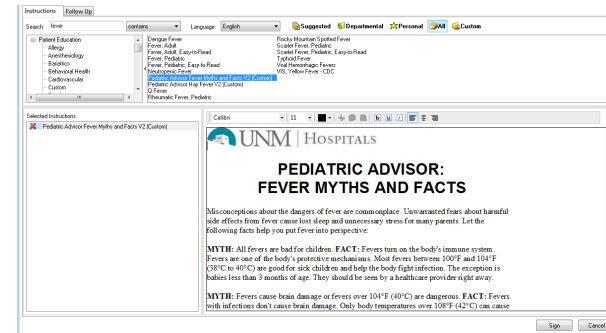 Instructions Follow Up
Search: fever contains Language: English Suggested Departmental Personal All Custom
Patient Education
Allergy
Anesthesiology
Bariatrics
Behavioral Health
Cardiovascular
Custom
Dengue Fever
Fever, Adult
Fever, Adult, Easy-to-Read
Fever, Pediatric
Fever, Pediatric, Easy-to-Read
Neutropenic Fever
Pediatric Advisor Fever Myths and Facts V2 (Custom)
Pediatric Advisor Hay Fever V2 (Custom)
Q Fever
Rheumatic Fever, Pediatric
Rocky Mountain Spotted Fever
Scarlet Fever, Pediatric
Scarlet Fever, Pediatric, Easy-to-Read
Typhoid Fever
Viral Hemorrhagic Fevers
VIS, Yellow Fever - CDC
Selected Instructions
Pediatric Advisor Fever Myths and Facts V2 (Custom)
Calibri 11 b u i
UNM | HOSPITALS
PEDIATRIC ADVISOR:
FEVER MYTHS AND FACTS
Misconceptions about the dangers of fever are commonplace. Unwarranted fears about harmful
side effects from fever cause lost sleep and unnecessary stress for many parents. Let the
following facts help you put fever into perspective:
MYTH: All fevers are bad for children. FACT: Fevers turn on the body's immune system.
Fevers are one of the body's protective mechanisms. Most fevers between 100°F and 104°F
(38°C to 40°C) are good for sick children and help the body fight infection. The exception is
babies less than 3 months of age. They should be seen by a healthcare provider right away.
MYTH: Fevers cause brain damage or fevers over 104°F (40°C) are dangerous. FACT: Fevers
with infections don't cause brain damage. Only body temperatures over 108°F (42°C) can cause
Sign Cancel